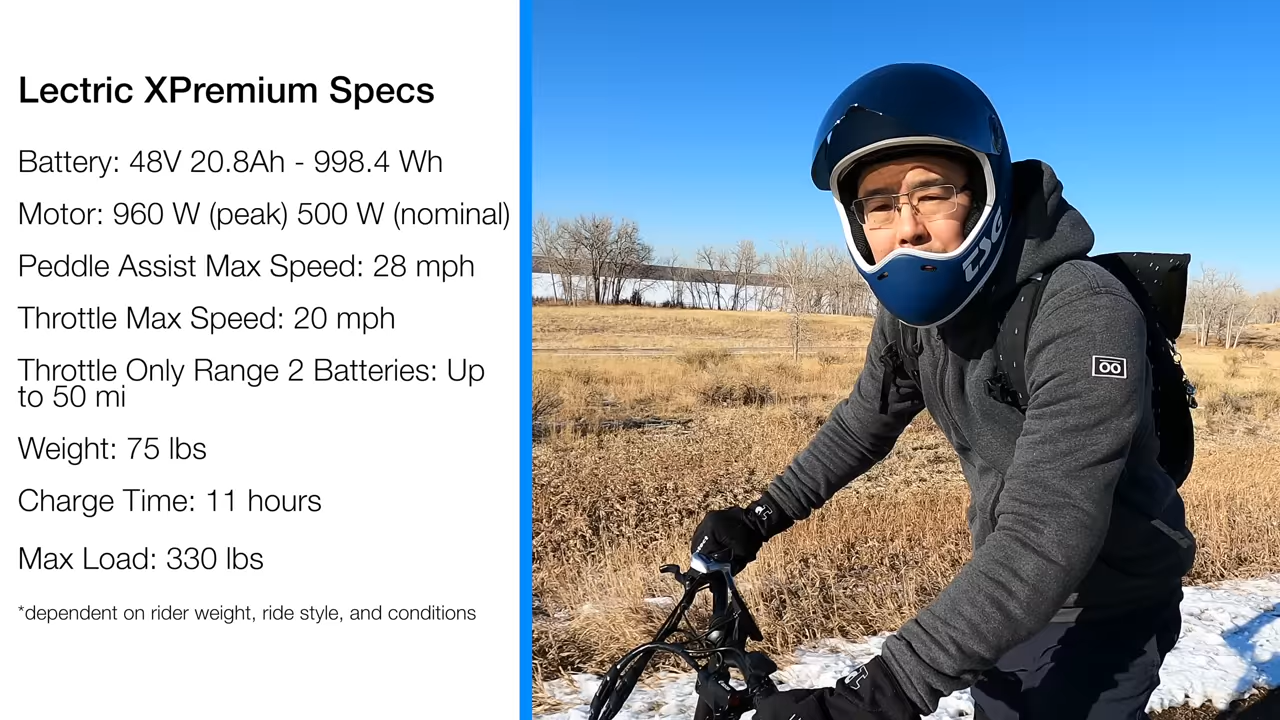 Lectric XPremium Specs
Battery: 48V 20.8Ah - 998.4 Wh
Motor: 960 W (peak) 500 W (nominal)
Peddle Assist Max Speed: 28 mph
Throttle Max Speed: 20 mph
Throttle Only Range 2 Batteries: Up
to 50 mi
Weight: 75 lbs
Charge Time: 11 hours
Max Load: 330 lbs
*dependent on rider weight, ride style, and conditions
TSG